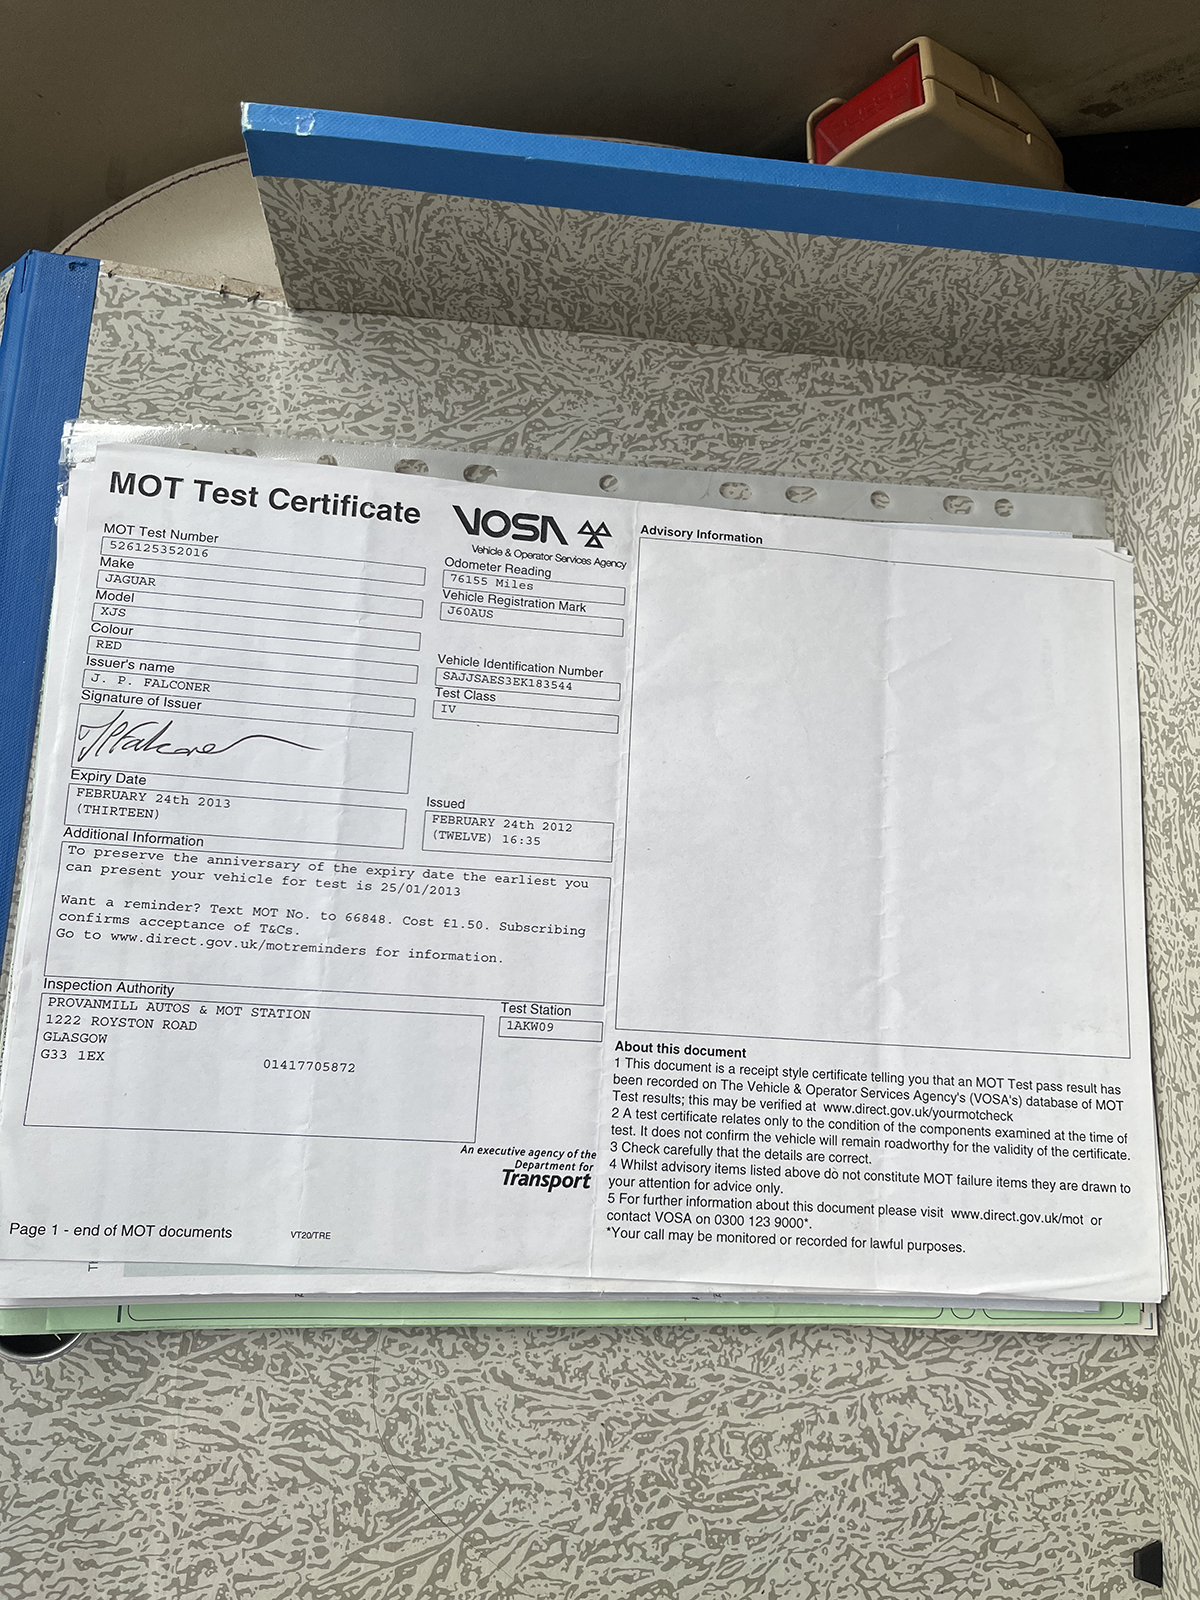 MOT Test Certificate
VOSA
Vehicle & Operator Services Agency
MOT Test Number
526125352016
Make
JAGUAR
Model
XJS
Colour
RED
Issuer's name
J. P. FALCONER
Signature of Issuer
JPFalconer
Expiry Date
FEBRUARY 24th 2013
(THIRTEEN)
Odometer Reading
76155 Miles
Vehicle Registration Mark
J60AUS
Vehicle Identification Number
SAJJSAES3EK183544
Test Class
IV
Issued
FEBRUARY 24th 2012
(TWELVE) 16:35
Additional Information
To preserve the anniversary of the expiry date the earliest you
can present your vehicle for test is 25/01/2013
Want a reminder? Text MOT No. to 66848. Cost £1.50. Subscribing
confirms acceptance of T&Cs.
Go to www.direct.gov.uk/motreminders for information.
Inspection Authority
PROVANMILL AUTOS & MOT STATION
1222 ROYSTON ROAD
GLASGOW
G33 1EX 01417705872
Test Station
1AKW09
An executive agency of the
Department for
Transport
Page 1 - end of MOT documents
VT20/TRE
Advisory Information
About this document
1 This document is a receipt style certificate telling you that an MOT Test pass result has
been recorded on The Vehicle & Operator Services Agency's (VOSA's) database of MOT
Test results; this may be verified at www.direct.gov.uk/yourmotcheck
2 A test certificate relates only to the condition of the components examined at the time of
test. It does not confirm the vehicle will remain roadworthy for the validity of the certificate.
3 Check carefully that the details are correct.
4 Whilst advisory items listed above do not constitute MOT failure items they are drawn to
your attention for advice only.
5 For further information about this document please visit www.direct.gov.uk/mot or
contact VOSA on 0300 123 9000*.
*Your call may be monitored or recorded for lawful purposes.